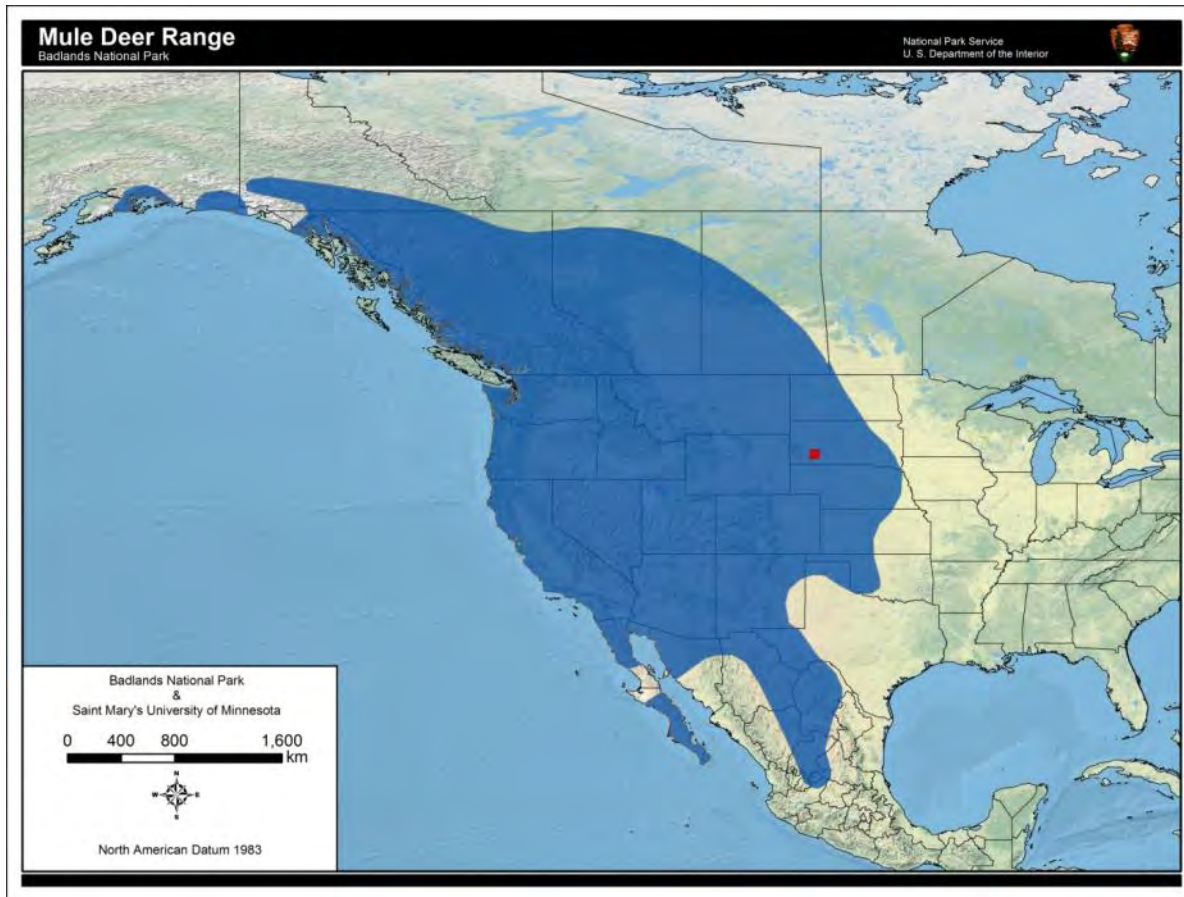 Mule Deer Range
Badlands National Park
National Park Service
U. S. Department of the Interior
Badlands National Park
&
Saint Mary's University of Minnesota
0 400 800 1,600
km
N
W E
S
North American Datum 1983